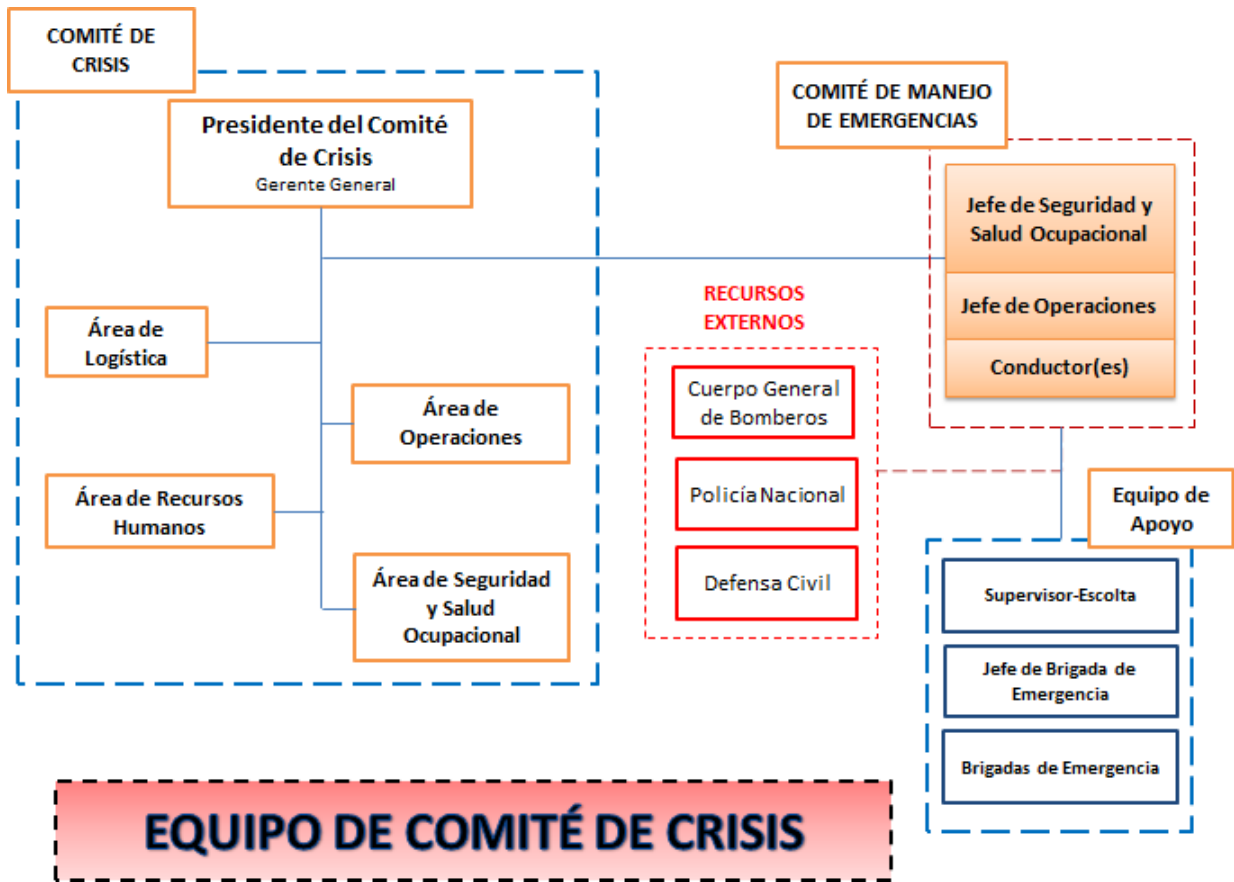 COMITÉ DE
CRISIS
Presidente del Comité
de Crisis
Gerente General
Área de
Logística
Área de
Operaciones
Área de Recursos
Humanos
Área de Seguridad
y Salud
Ocupacional
COMITÉ DE MANEJO
DE EMERGENCIAS
Jefe de Seguridad y
Salud Ocupacional
Jefe de Operaciones
Conductor(es)
RECURSOS
EXTERNOS
Cuerpo General
de Bomberos
Policía Nacional
Defensa Civil
Equipo de
Apoyo
Supervisor-Escolta
Jefe de Brigada de
Emergencia
Brigadas de Emergencia
EQUIPO DE COMITÉ DE CRISIS